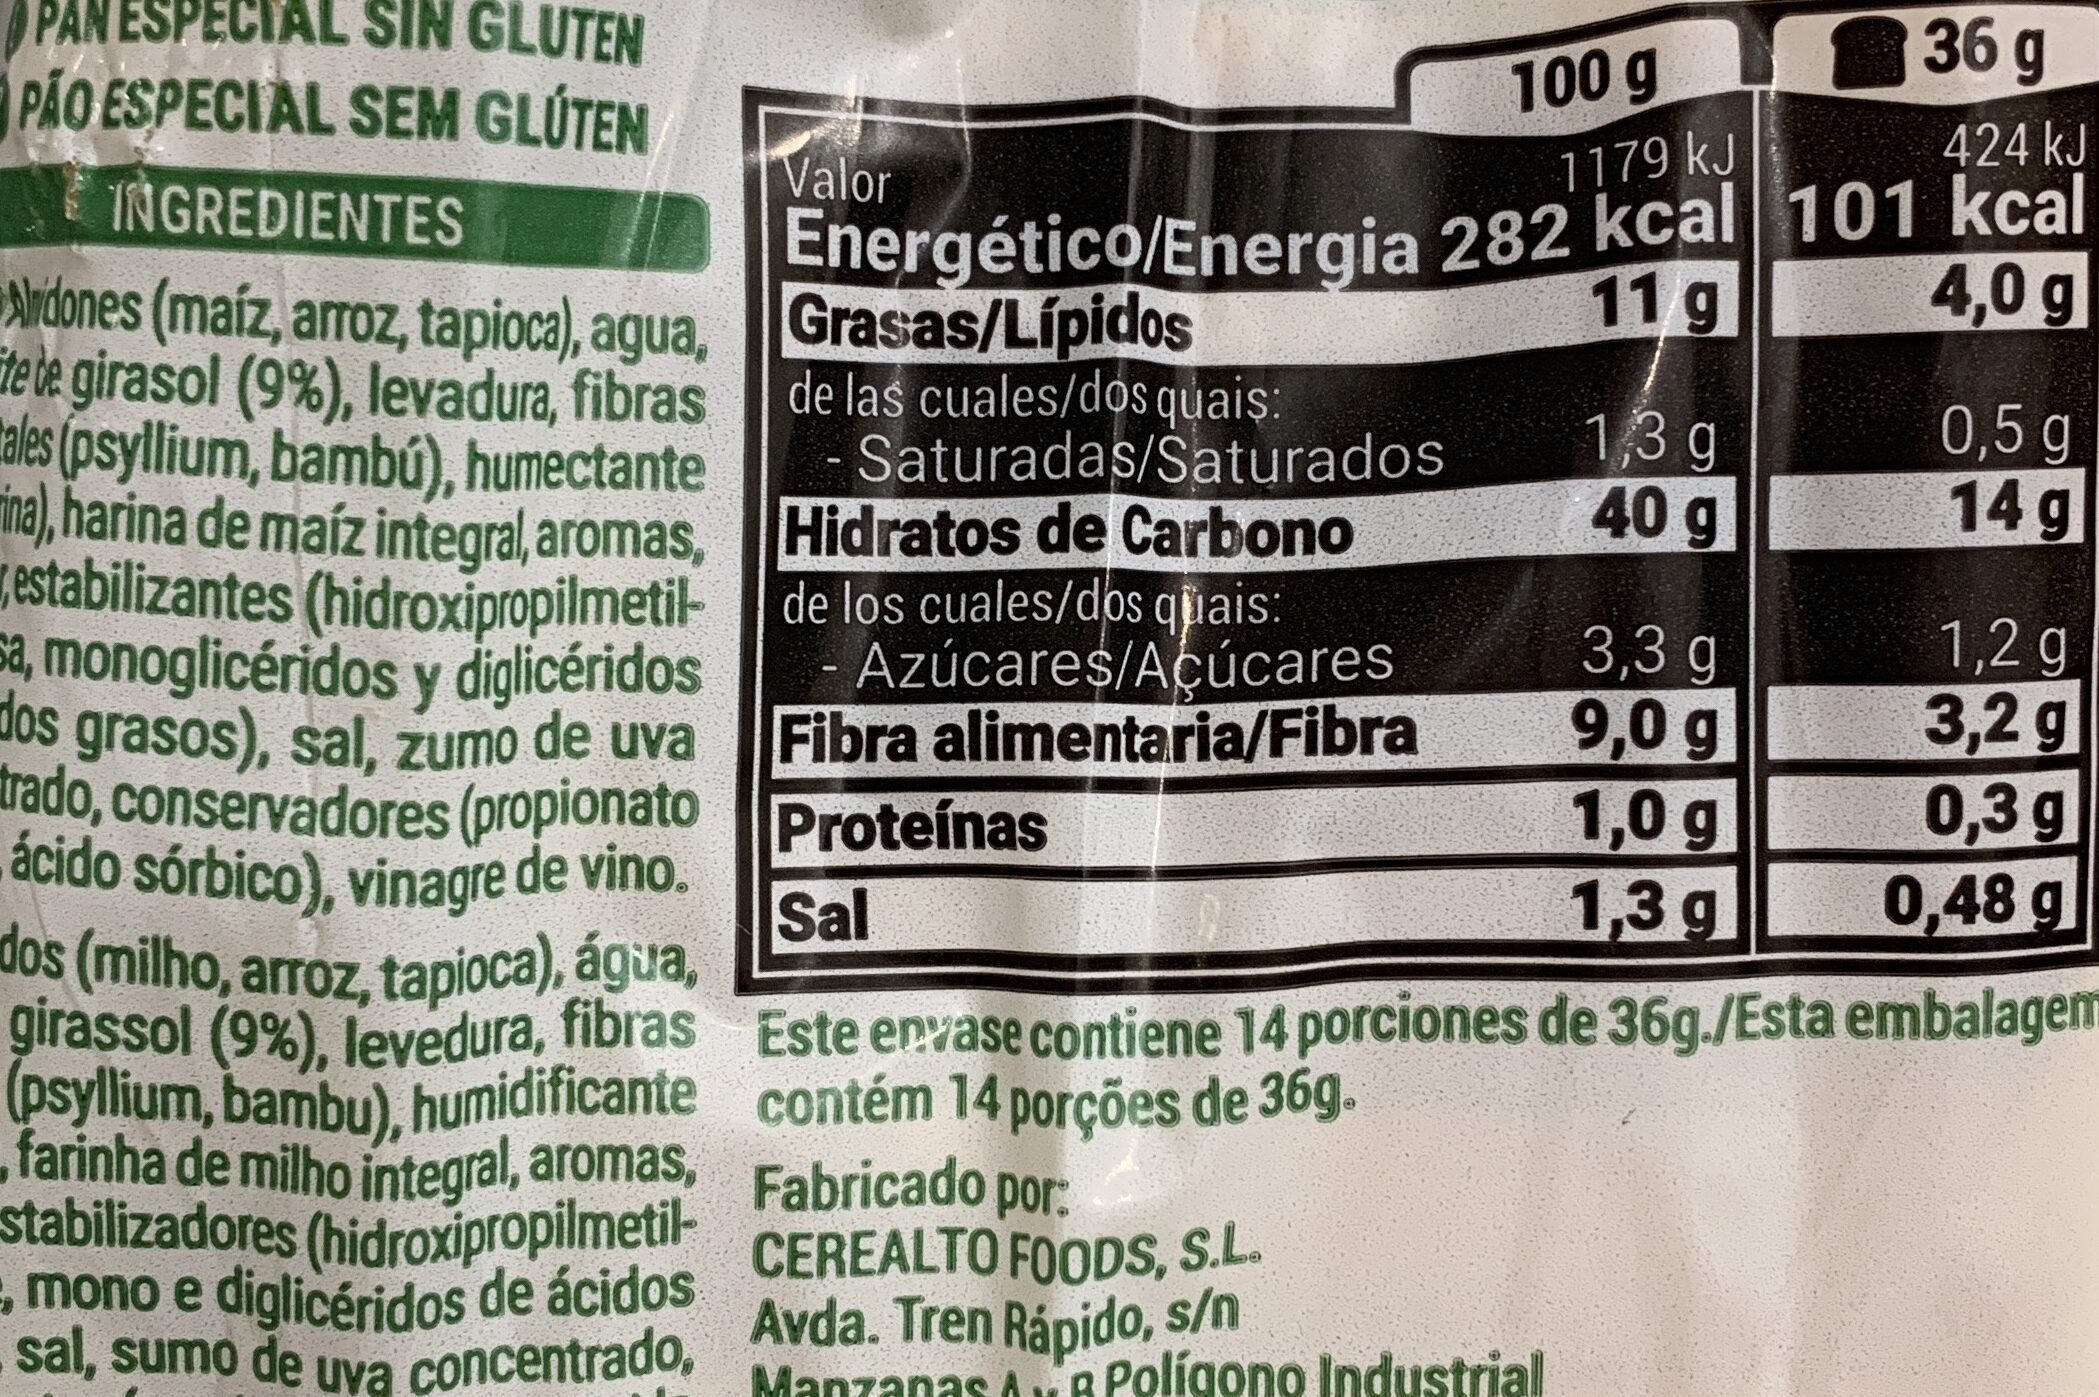 PAN ESPECIAL SIN GLUTEN
PÃO ESPECIAL SEM GLÚTEN
INGREDIENTES
(maíz, arroz, tapioca), agua,
de girasol (9%), levadura, fibras
(psyllium, bambú), humectante
harina de maíz integral, aromas,
estabilizantes (hidroxipropilmetil-
monoglicéridos y diglicéridos
grasos), sal, zumo de uva
conservadores (propionato
ácido sórbico), vinagre de vino.
(milho, arroz, tapioca), água,
girassol (9%), levedura, fibras
(psyllium, bambu), humidificante
farinha de milho integral, aromas,
stabilizadores (hidroxipropilmetil-
, mono e diglicéridos de ácidos
sal, sumo de uva concentrado,
100 g 36 g
Valor 1179 kJ 424 kJ
Energético/Energia 282 kcal 101 kcal
Grasas/Lípidos 11 g 4,0 g
de las cuales/dos quais:
- Saturadas/Saturados 1,3 g 0,5 g
Hidratos de Carbono 40 g 14 g
de los cuales/dos quais:
- Azúcares/Açúcares 3,3 g 1,2 g
Fibra alimentaria/Fibra 9,0 g 3,2 g
Proteínas 1,0 g 0,3 g
Sal 1,3 g 0,48 g
Este envase contiene 14 porciones de 36g./Esta embalagem
contém 14 porções de 36g.
Fabricado por:
CEREALTO FOODS, S.L.
Avda. Tren Rápido, s/n
Manzanas A y B Polígono Industrial